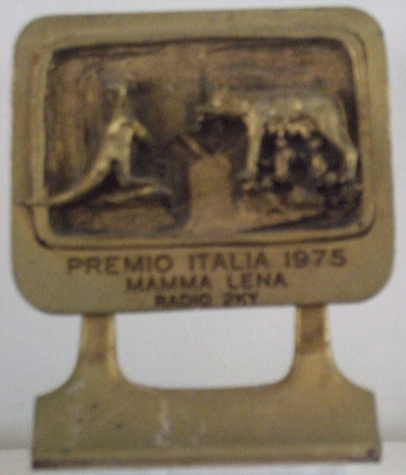 PREMIO ITALIA 1975
MAMMA LENA
RADIO 2KY